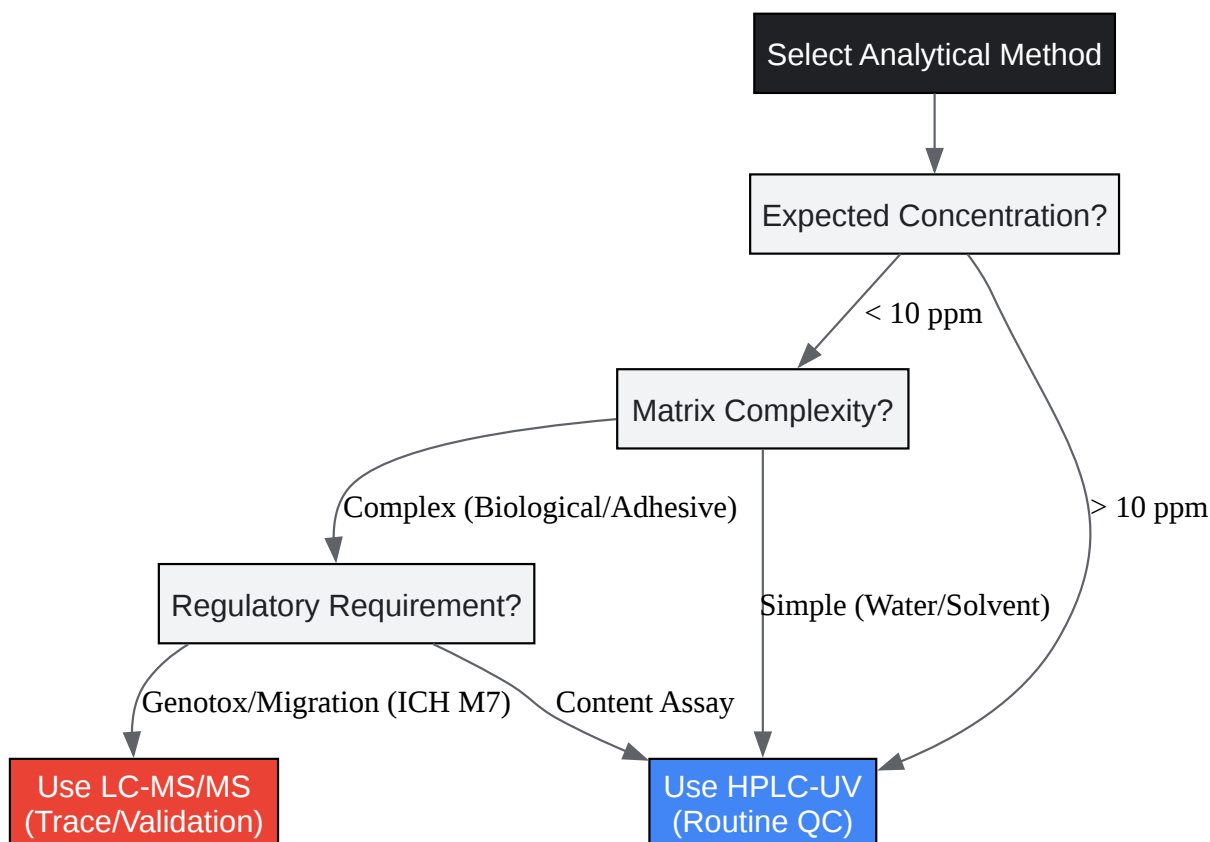 Select Analytical Method
Expected Concentration?
< 10 ppm
Matrix Complexity?
Complex (Biological/Adhesive)
> 10 ppm
Regulatory Requirement?
Simple (Water/Solvent)
Genotox/Migration (ICH M7)
Content Assay
Use LC-MS/MS
(Trace/Validation)
Use HPLC-UV
(Routine QC)